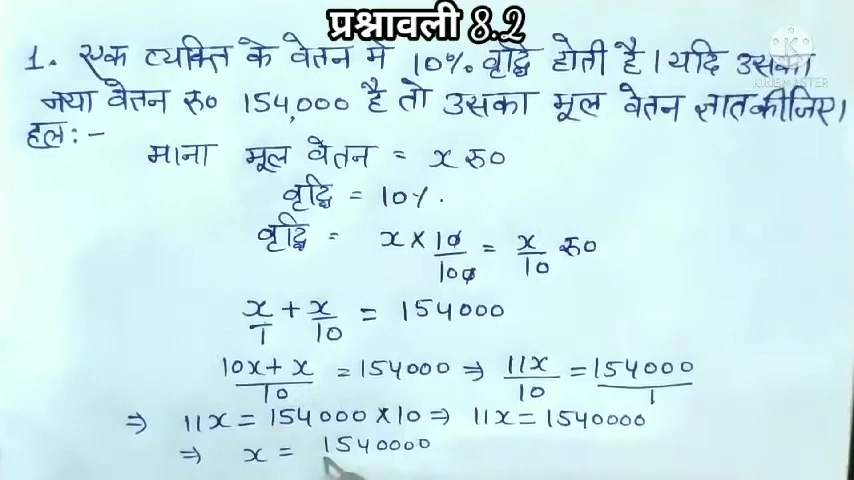 प्रश्नावली 8.2
1. एक व्यक्ति के वेतन मे 10% वृद्धि होती है। यदि उसका
नया वेतन रु० 154,000 है तो उसका मूल वेतन ज्ञात कीजिए।
हल:-
माना मूल वेतन = x रु०
वृद्धि = 10%.
वृद्धि = x × 10/100 = x/10 रु०
x/1 + x/10 = 154000
10x + x/10 = 154000 ⇒ 11x/10 = 154000/1
⇒ 11x = 154000 × 10 ⇒ 11x = 1540000
⇒ x = 1540000
K
KINEMASTER